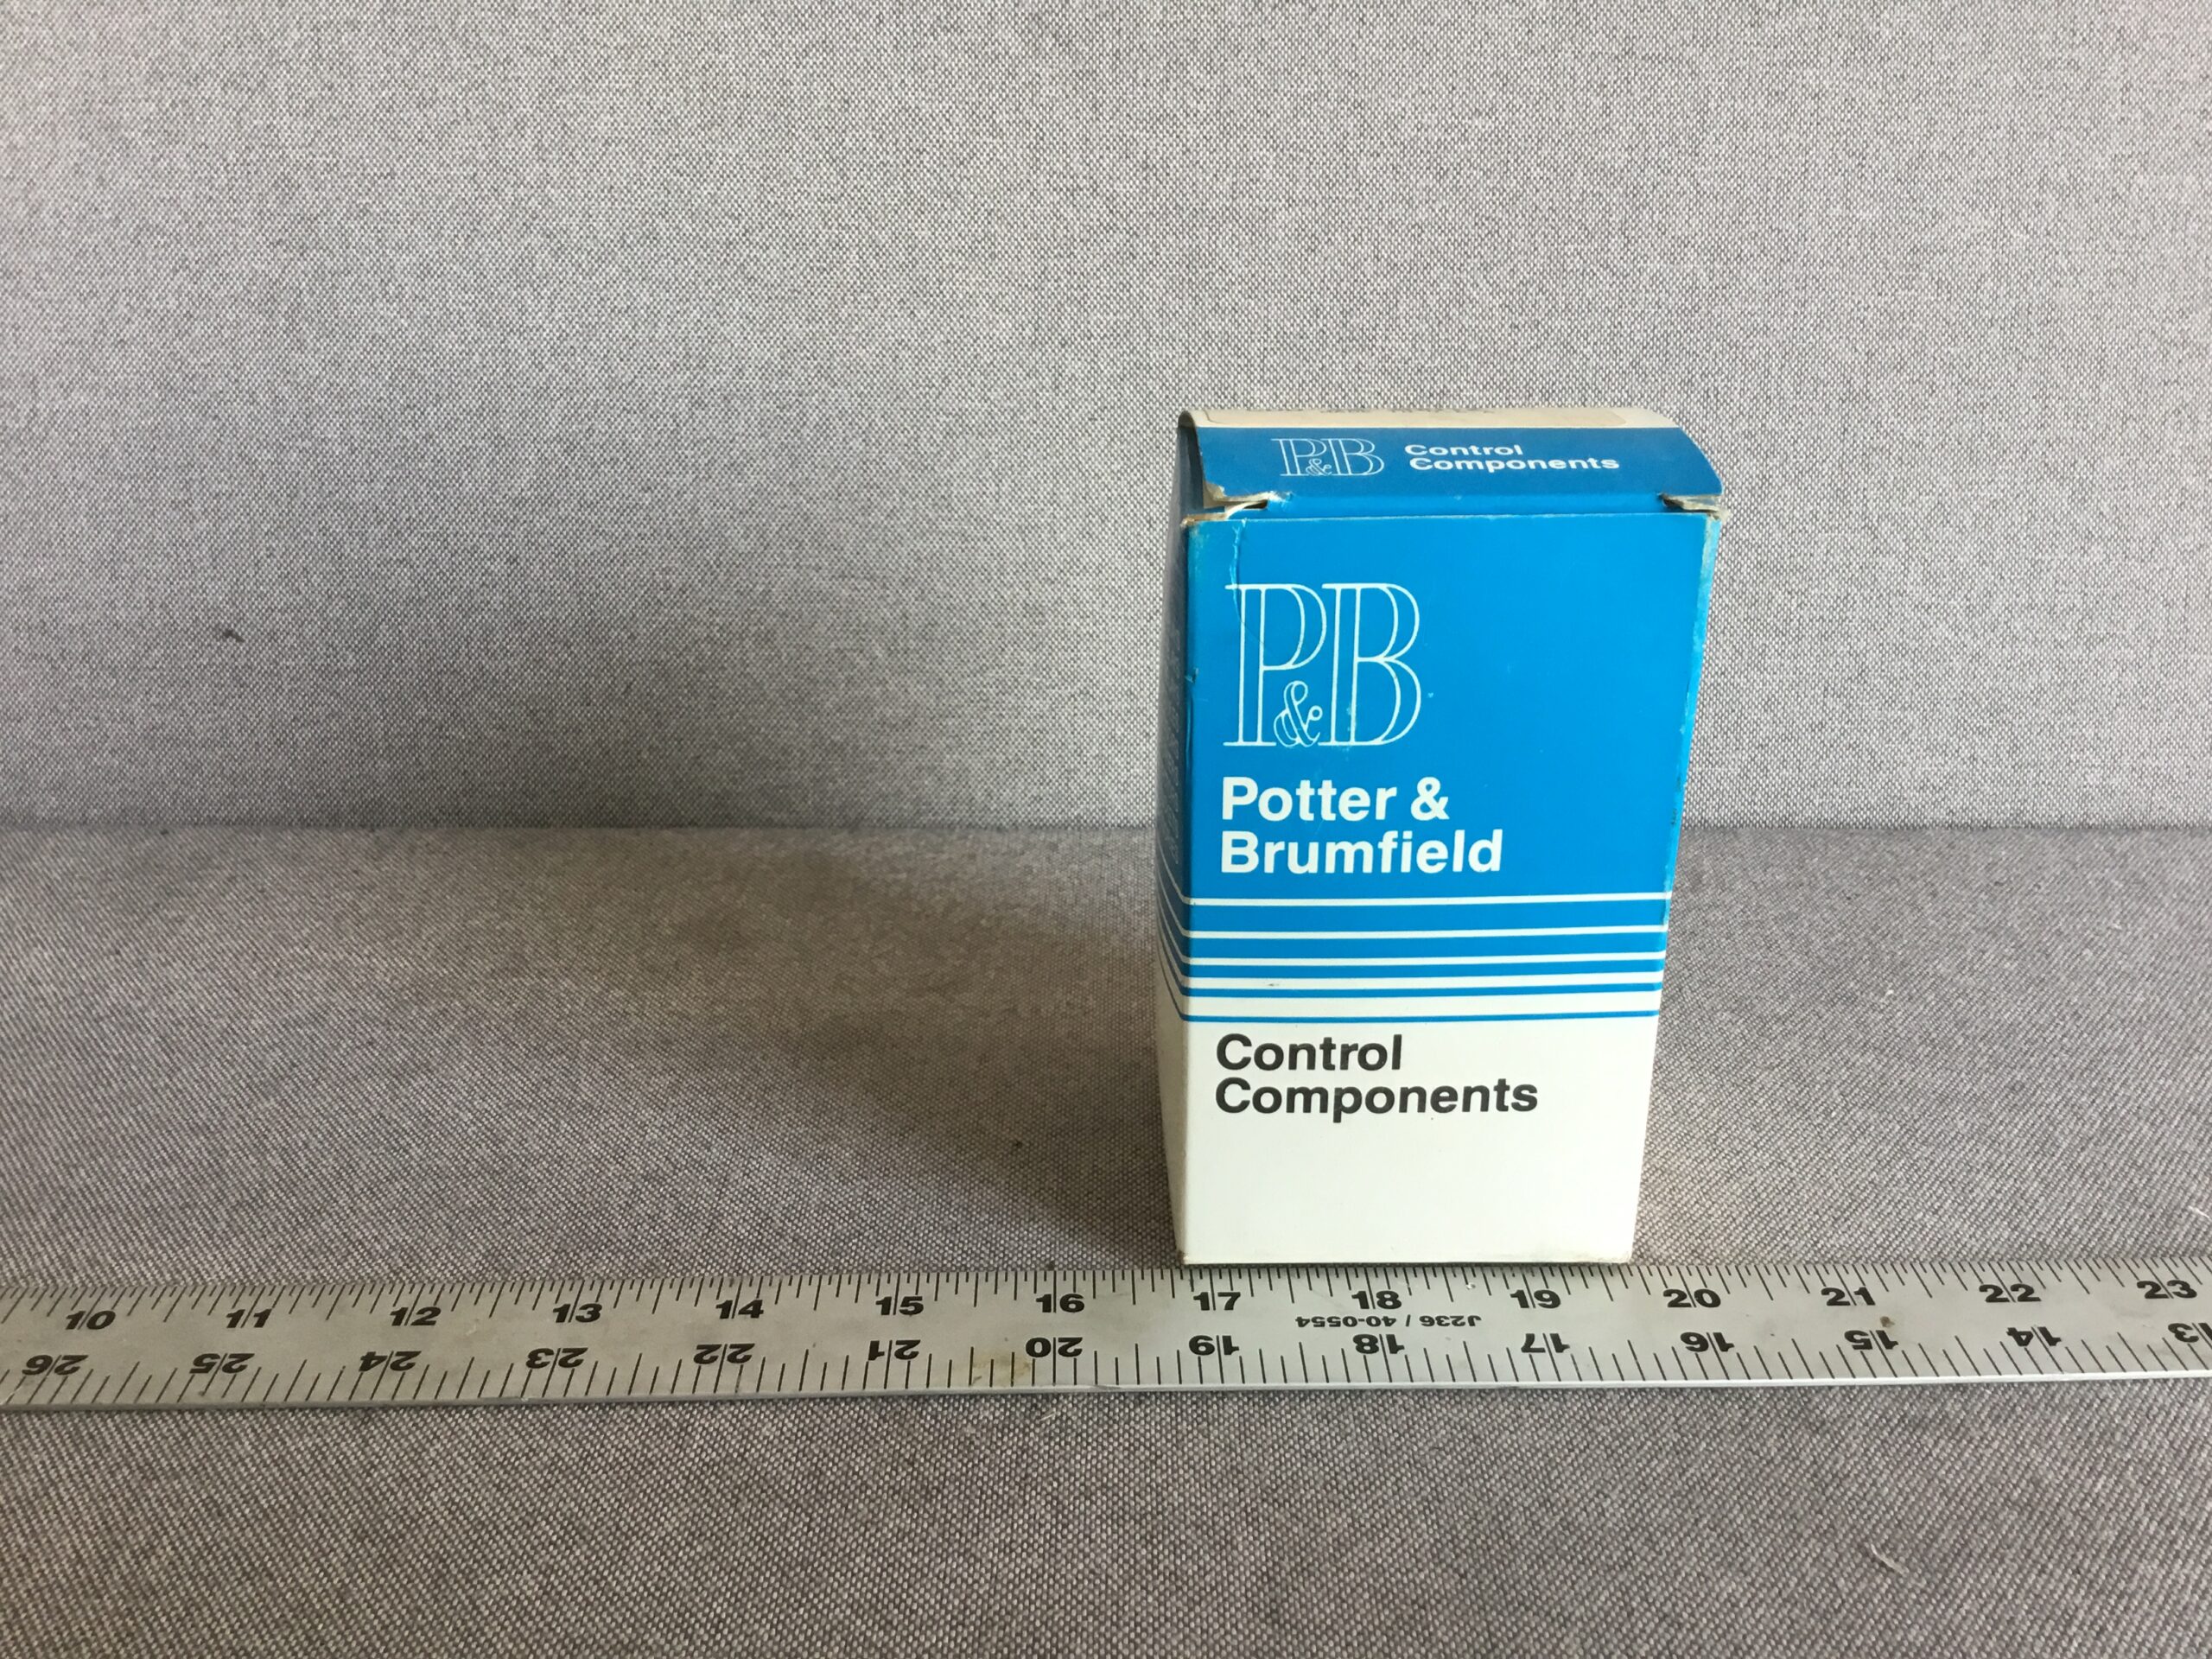 P&B Control
Components
P&B
Potter &
Brumfield
Control
Components
10 11 12 13 14 15 16 17 18 19 20 21 22 23
J236 / 40-0554
26 25 24 23 22 21 20 19 18 17 16 15 14 13